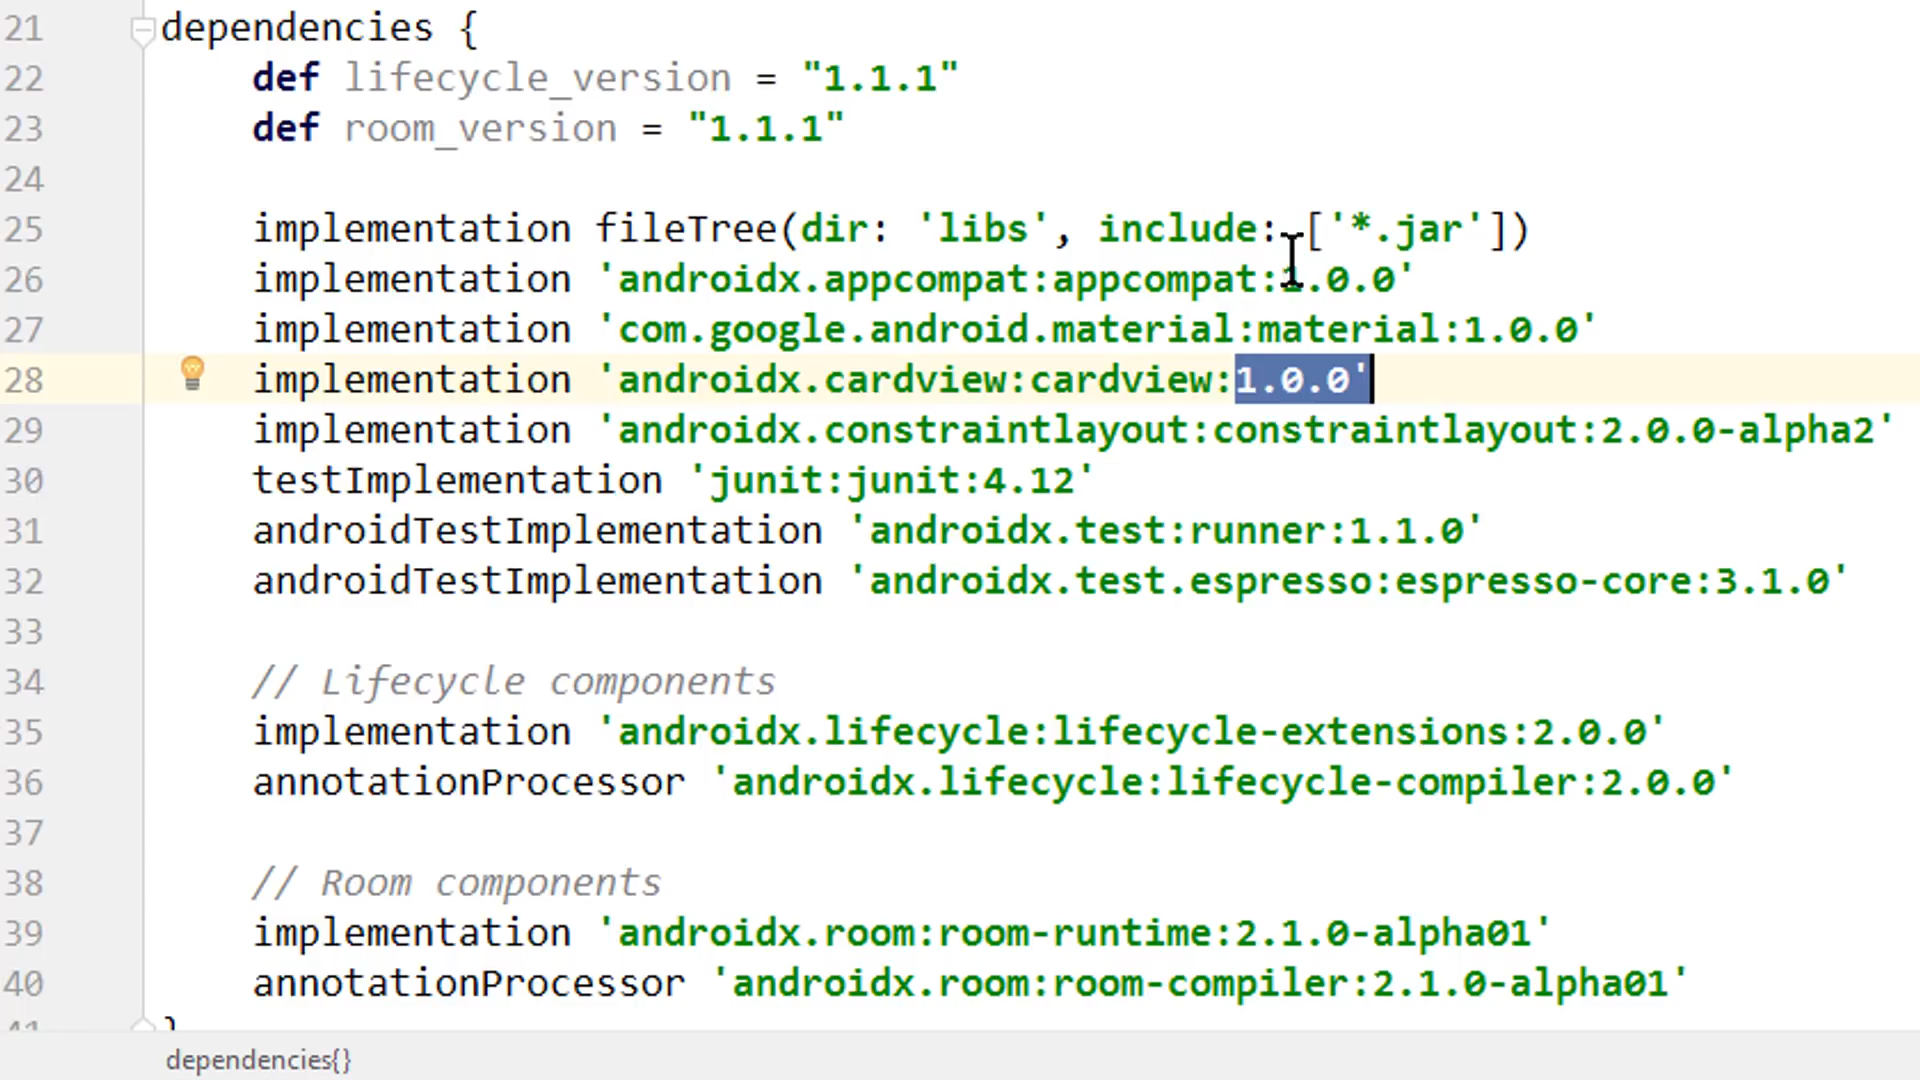 21 dependencies {
22 def lifecycle_version = "1.1.1"
23 def room_version = "1.1.1"
24
25 implementation fileTree(dir: 'libs', include: ['*.jar'])
26 implementation 'androidx.appcompat:appcompat:1.0.0'
27 implementation 'com.google.android.material:material:1.0.0'
28 implementation 'androidx.cardview:cardview:1.0.0'
29 implementation 'androidx.constraintlayout:constraintlayout:2.0.0-alpha2'
30 testImplementation 'junit:junit:4.12'
31 androidTestImplementation 'androidx.test:runner:1.1.0'
32 androidTestImplementation 'androidx.test.espresso:espresso-core:3.1.0'
33
34 // Lifecycle components
35 implementation 'androidx.lifecycle:lifecycle-extensions:2.0.0'
36 annotationProcessor 'androidx.lifecycle:lifecycle-compiler:2.0.0'
37
38 // Room components
39 implementation 'androidx.room:room-runtime:2.1.0-alpha01'
40 annotationProcessor 'androidx.room:room-compiler:2.1.0-alpha01'
41 }
dependencies{}